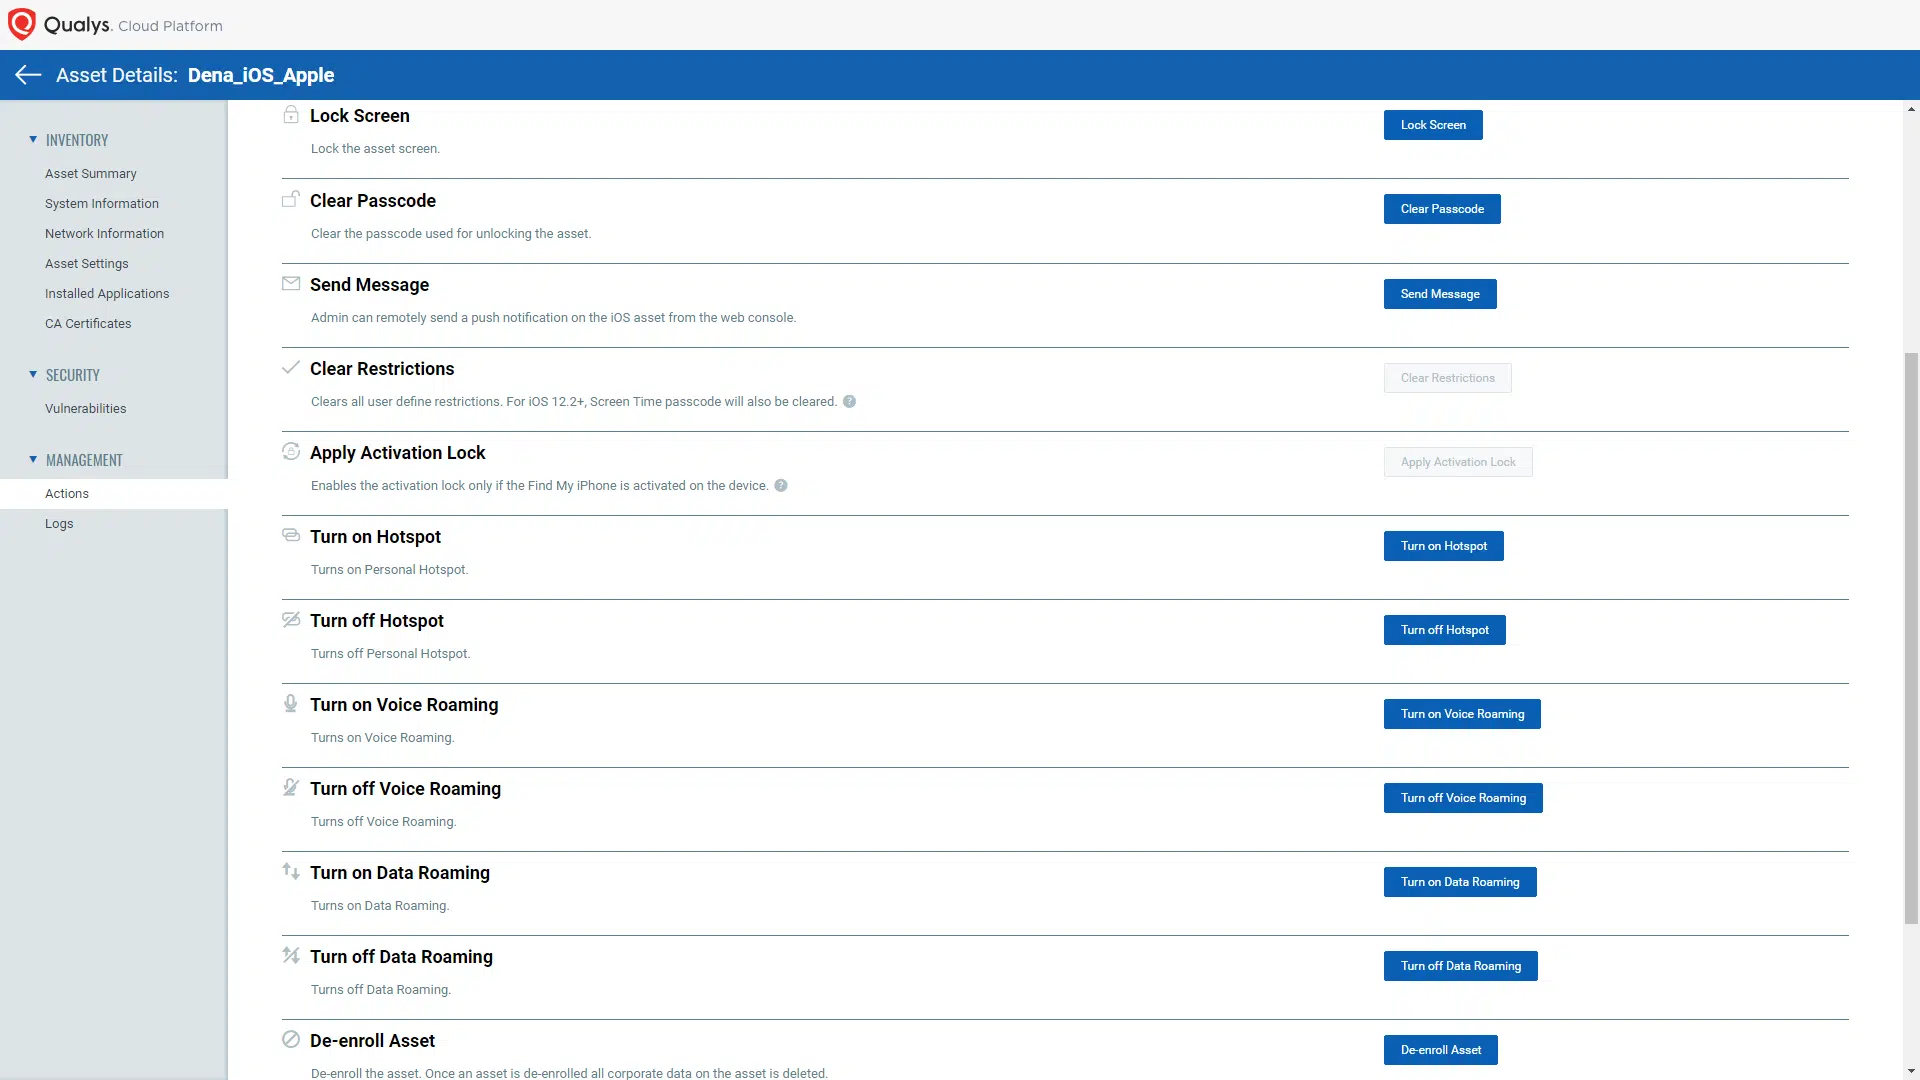 Qualys. Cloud Platform
Asset Details: Dena_iOS_Apple
INVENTORY
Asset Summary
System Information
Network Information
Asset Settings
Installed Applications
CA Certificates
SECURITY
Vulnerabilities
MANAGEMENT
Actions
Logs
Lock Screen
Lock the asset screen.
Lock Screen
Clear Passcode
Clear the passcode used for unlocking the asset.
Clear Passcode
Send Message
Admin can remotely send a push notification on the iOS asset from the web console.
Send Message
Clear Restrictions
Clears all user define restrictions. For iOS 12.2+, Screen Time passcode will also be cleared. ?
Clear Restrictions
Apply Activation Lock
Enables the activation lock only if the Find My iPhone is activated on the device. ?
Apply Activation Lock
Turn on Hotspot
Turns on Personal Hotspot.
Turn on Hotspot
Turn off Hotspot
Turns off Personal Hotspot.
Turn off Hotspot
Turn on Voice Roaming
Turns on Voice Roaming.
Turn on Voice Roaming
Turn off Voice Roaming
Turns off Voice Roaming.
Turn off Voice Roaming
Turn on Data Roaming
Turns on Data Roaming.
Turn on Data Roaming
Turn off Data Roaming
Turns off Data Roaming.
Turn off Data Roaming
De-enroll Asset
De-enroll the asset. Once an asset is de-enrolled all corporate data on the asset is deleted.
De-enroll Asset